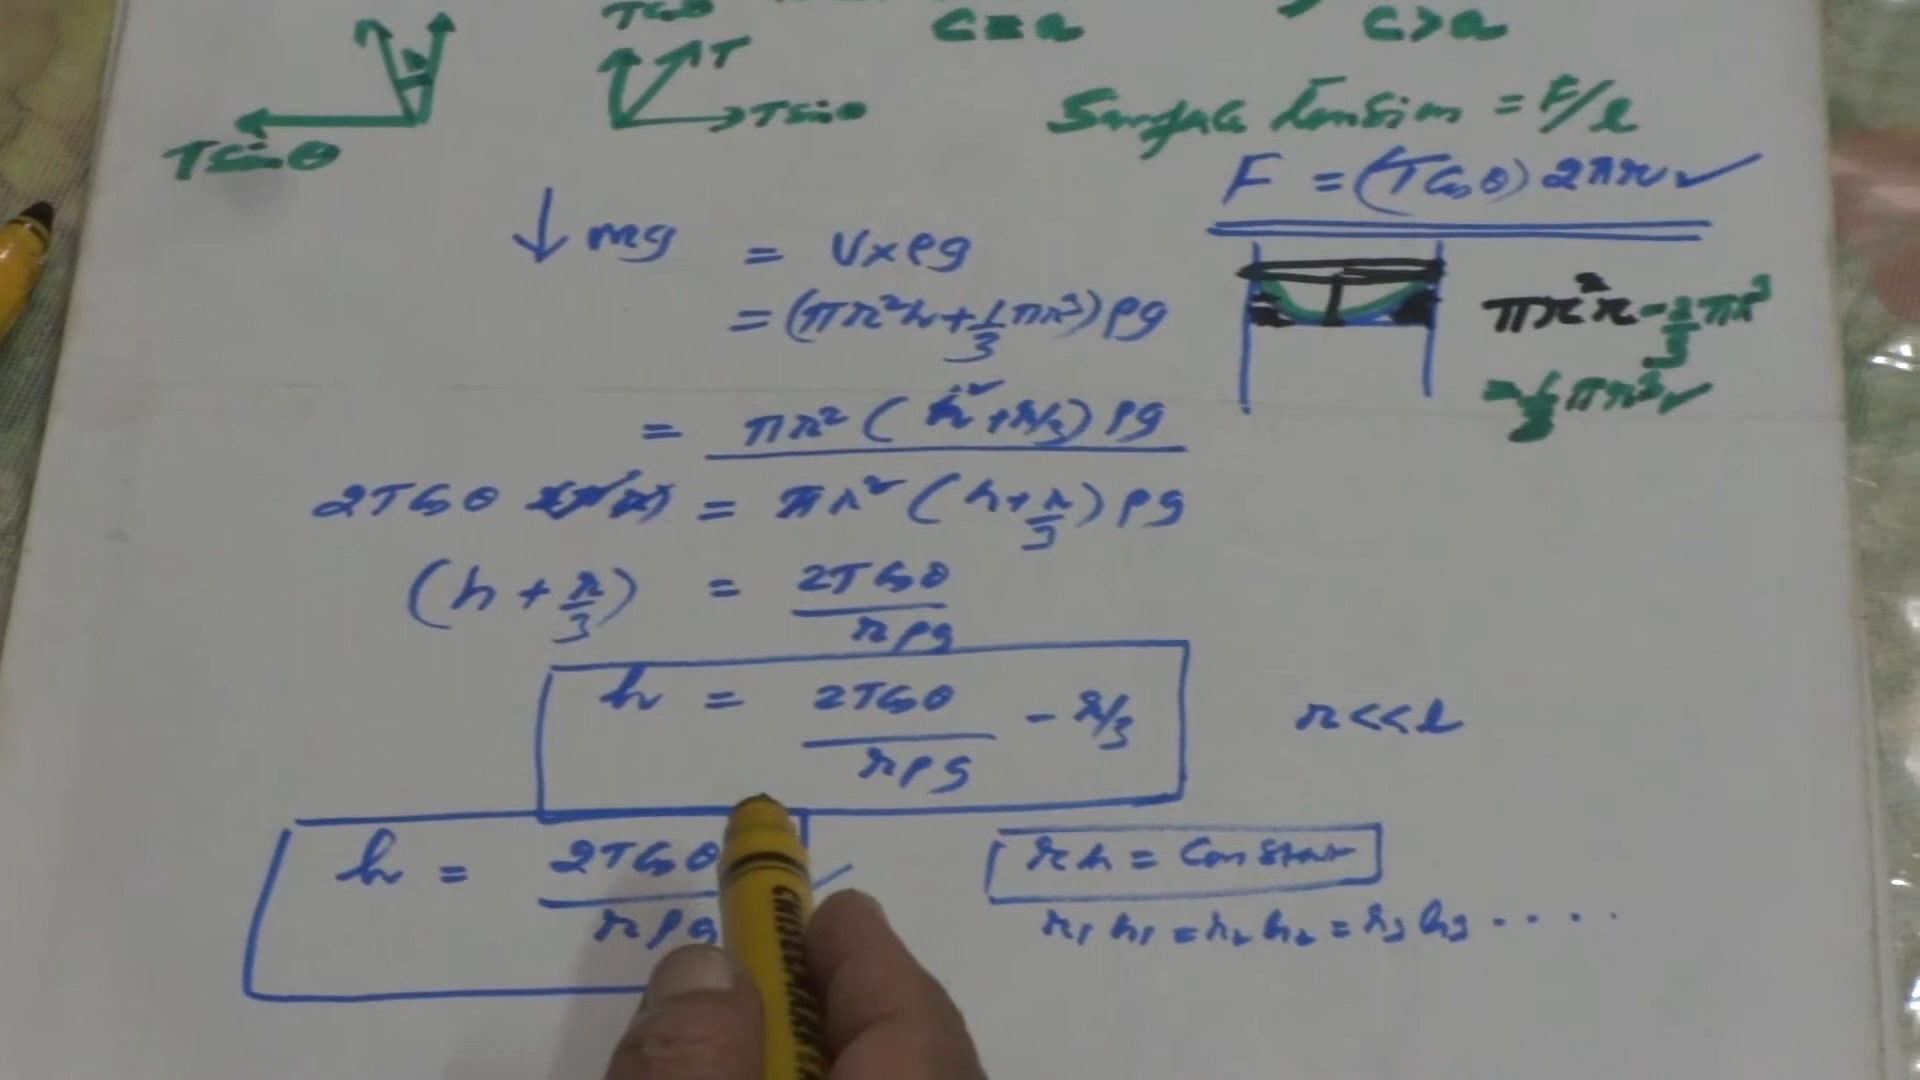 C = a
C > a
T
T sin θ
T sin θ
Surface Tension = F/l
F = (T Cos θ) 2πr ✓
↓ mg = V×ρg
= (πr²h + 1/3 πr³) ρg
πr²r - 2/3 πr³
= 1/3 πr³ ✓
= πr² (h + r/3) ρg
2T Cos θ = πr² (h + r/3) ρg
(h + r/3) = 2T Cos θ / rρg
h = 2T Cos θ / rρg - r/3
r << l
h = 2T Cos θ / rρg
rh = Constant
r₁h₁ = r₂h₂ = r₃h₃ .....